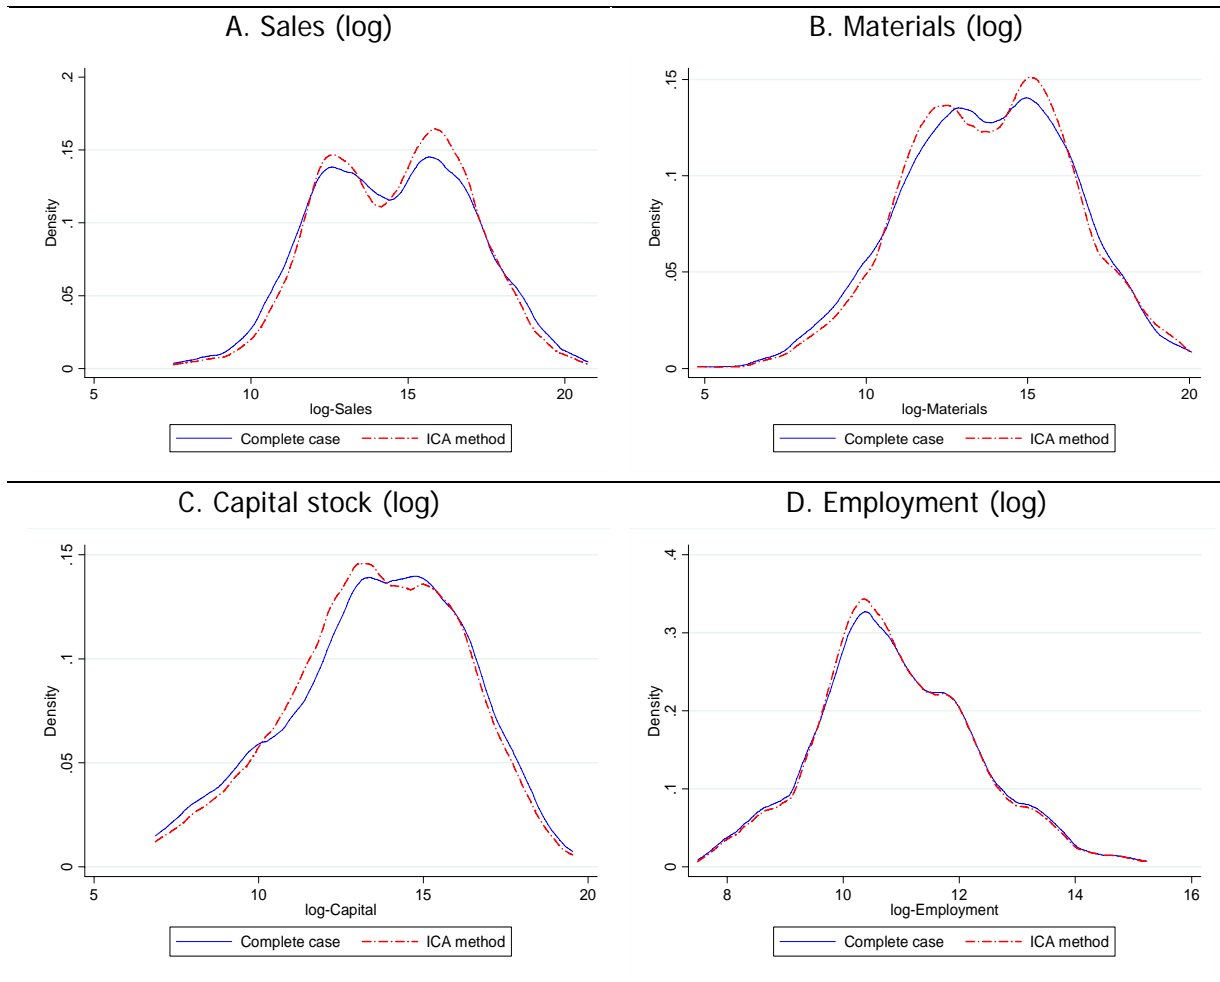 A. Sales (log)
B. Materials (log)
.2
.15
.1
.05
0
Density
5
10
15
20
log-Sales
Complete case
ICA method
.15
.1
.05
0
Density
5
10
15
20
log-Materials
Complete case
ICA method
C. Capital stock (log)
D. Employment (log)
.15
.1
.05
0
Density
5
10
15
20
log-Capital
Complete case
ICA method
.4
.3
.2
.1
0
Density
8
10
12
14
16
log-Employment
Complete case
ICA method